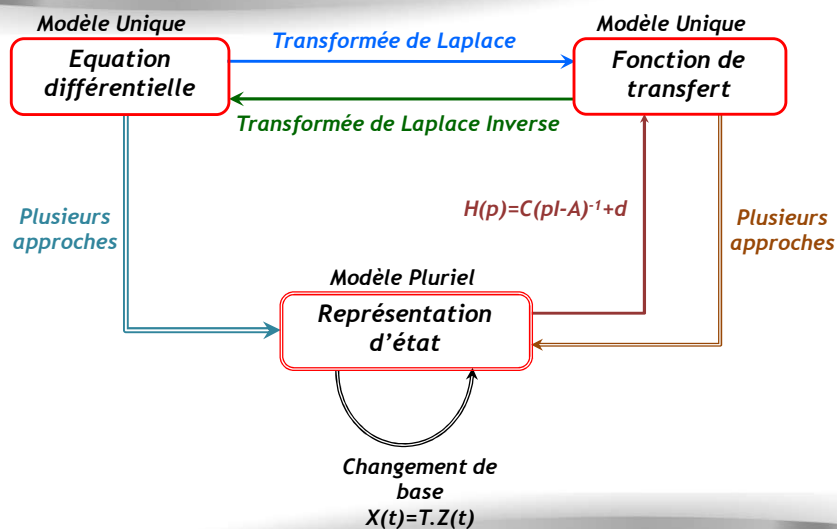 Modèle Unique
Equation
différentielle
Transformée de Laplace
Transformée de Laplace Inverse
Modèle Unique
Fonction de
transfert
Plusieurs
approches
H(p)=C(pI-A)⁻¹+d
Plusieurs
approches
Modèle Pluriel
Représentation
d’état
Changement de
base
X(t)=T.Z(t)